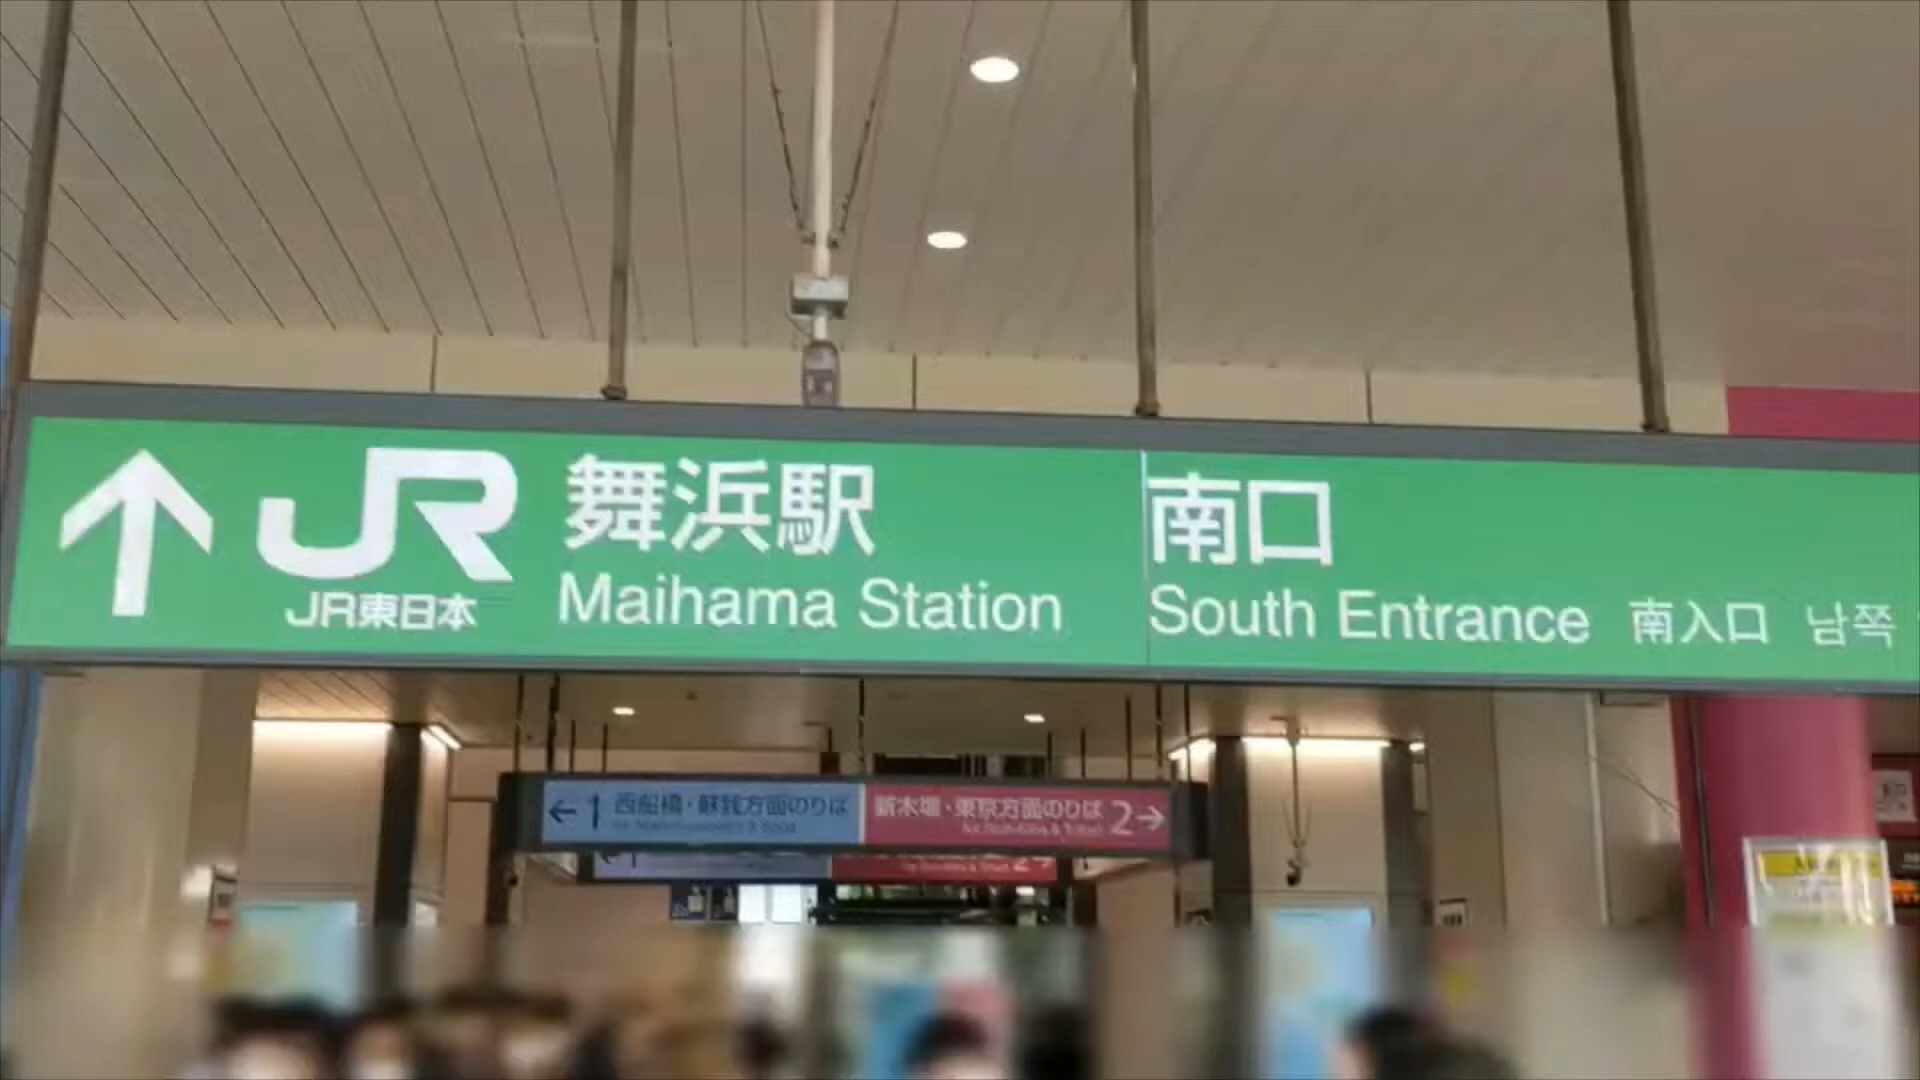 JR
JR東日本
舞浜駅
Maihama Station
南口
South Entrance 南入口 남쪽
←1 西船橋・蘇我方面のりば
新木場・東京方面のりば 2→